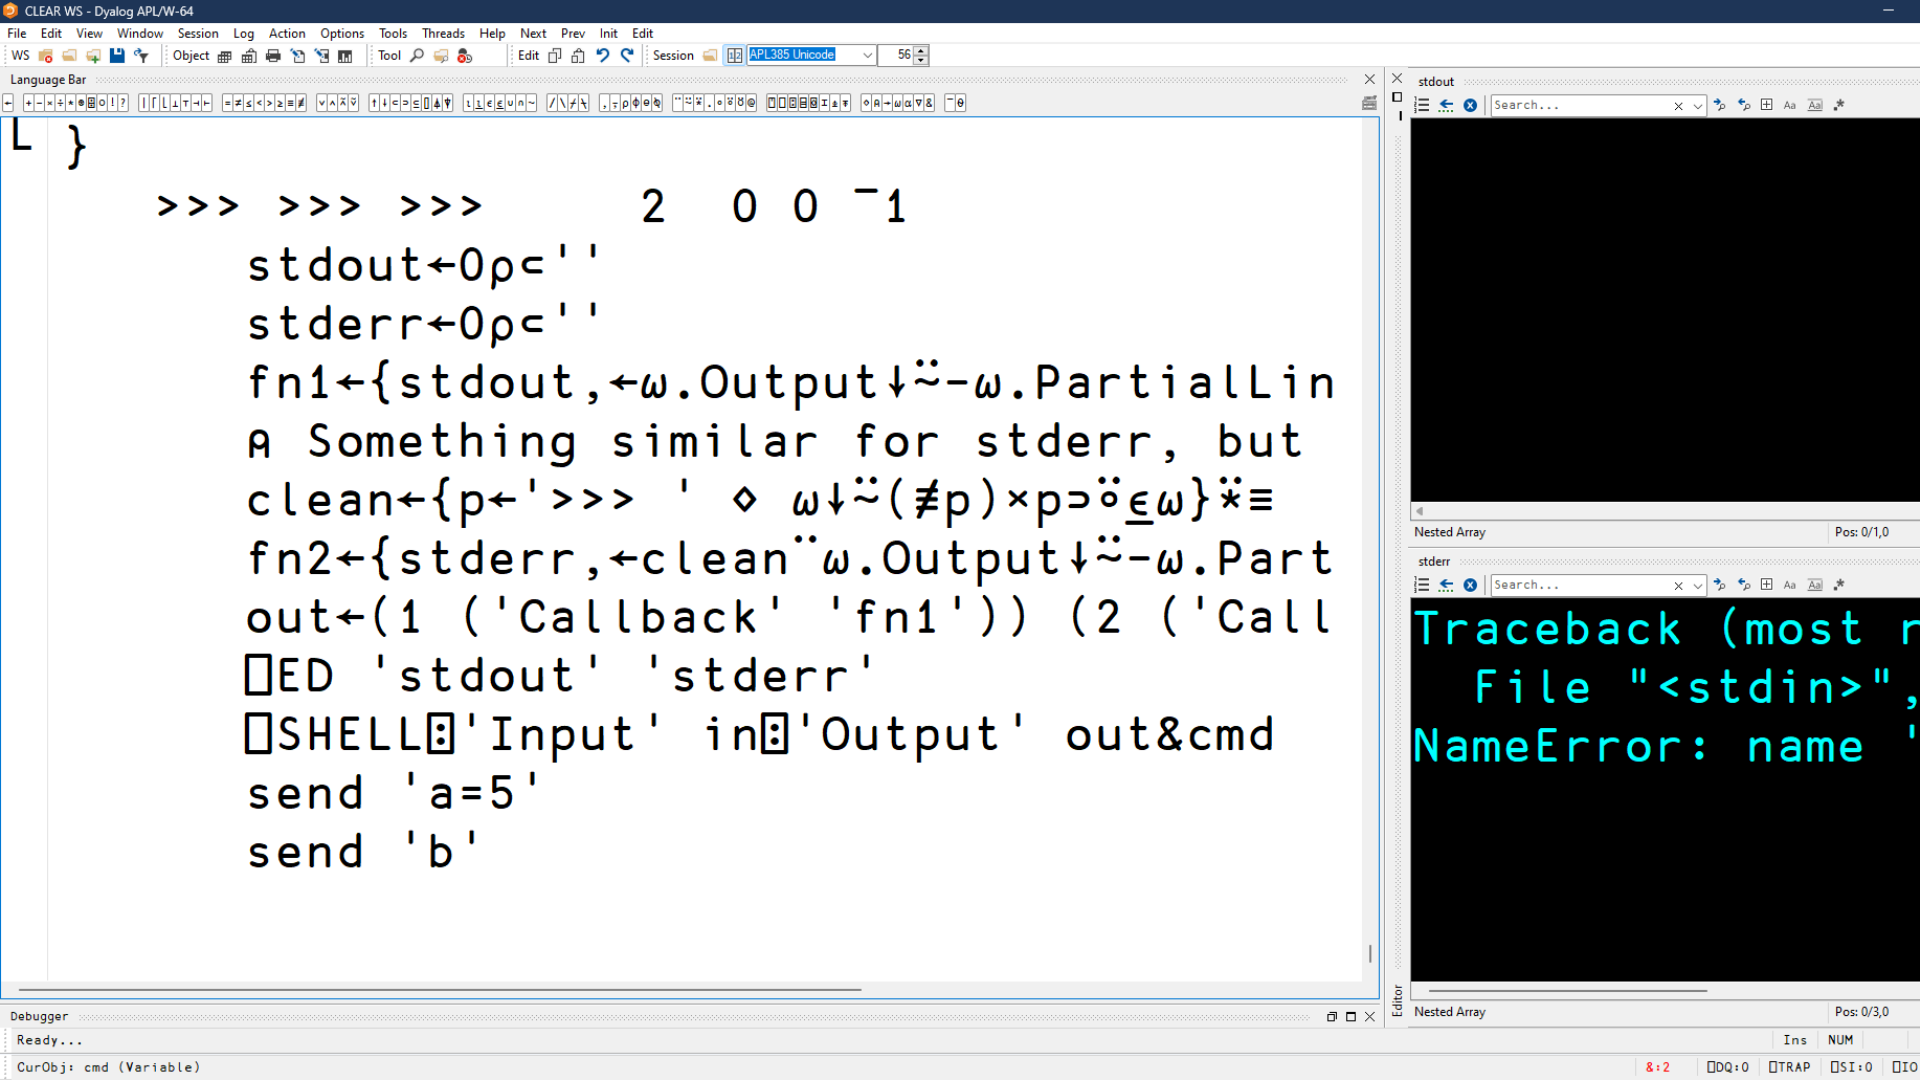 CLEAR WS - Dyalog APL/W-64
File Edit View Window Session Log Action Options Tools Threads Help Next Prev Init Edit
WS Object Tool Edit Session APL385 Unicode 56
Language Bar
}
>>> >>> >>> 2 0 0 ¯1
stdout←0⍴⊂''
stderr←0⍴⊂''
fn1←{stdout,←⍵.Output↓⍨-⍵.PartialLin
⍝ Something similar for stderr, but
clean←{p←'>>> ' ⋄ ⍵↓⍨(≢p)×p⊃⍥⍷⍵}⍣≡
fn2←{stderr,←clean¨⍵.Output↓⍨-⍵.Part
out←(1 ('Callback' 'fn1')) (2 ('Call
⎕ED 'stdout' 'stderr'
⎕SHELL⍠'Input' in⍠'Output' out&cmd
send 'a=5'
send 'b'
stdout
Search...
Nested Array Pos: 0/1,0
stderr
Search...
Traceback (most r
File "<stdin>",
NameError: name '
Nested Array Pos: 0/3,0
Editor
Debugger
Ready... Ins NUM
CurObj: cmd (Variable) &:2 ⎕DQ:0 ⎕TRAP ⎕SI:0 ⎕IO